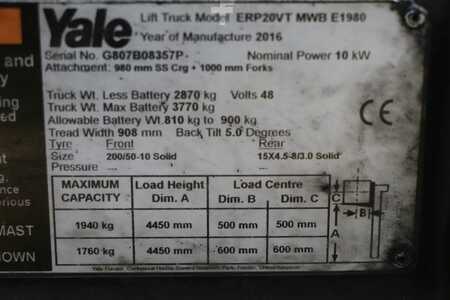 Yale
Lift Truck Model ERP20VT MWB E1980
Year of Manufacture 2016
Serial No. G807B08357P Nominal Power 10 kW
Attachment: 980 mm SS Crg + 1000 mm Forks
Truck Wt. Less Battery 2870 kg Volts 48
Truck Wt. Max Battery 3770 kg
Allowable Battery Wt. 810 kg to 900 kg
Tread Width 908 mm Back Tilt 5.0 Degrees
Tyre Front Rear
Size 200/50-10 Solid 15X4.5-8/3.0 Solid
Pressure
MAXIMUM CAPACITY Load Height Dim. A Load Centre Dim. B Dim. C
1940 kg 4450 mm 500 mm 500 mm
1760 kg 4450 mm 600 mm 600 mm
C
B
A
CE
and
MAST
OWN